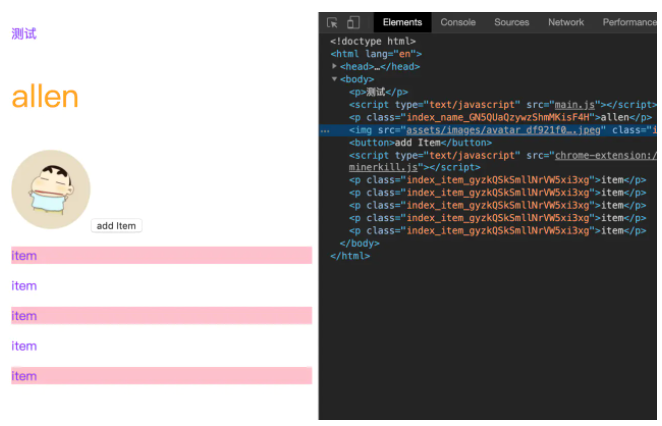 测试
allen
add Item
item
item
item
item
item
Elements Console Sources Network Performance
<!doctype html>
<html lang="en">
<head>…</head>
<body>
<p>测试</p>
<script type="text/javascript" src="main.js"></script>
<p class="index_name_GN5QUaQzywzShmMKisF4H">allen</p>
… <img src="assets/images/avatar_df921f0….jpeg" class="i
<button>add Item</button>
<script type="text/javascript" src="chrome-extension:/
minerkill.js"></script>
<p class="index_item_gyzkQSkSmllNrVW5xi3xg">item</p>
<p class="index_item_gyzkQSkSmllNrVW5xi3xg">item</p>
<p class="index_item_gyzkQSkSmllNrVW5xi3xg">item</p>
<p class="index_item_gyzkQSkSmllNrVW5xi3xg">item</p>
<p class="index_item_gyzkQSkSmllNrVW5xi3xg">item</p>
</body>
</html>